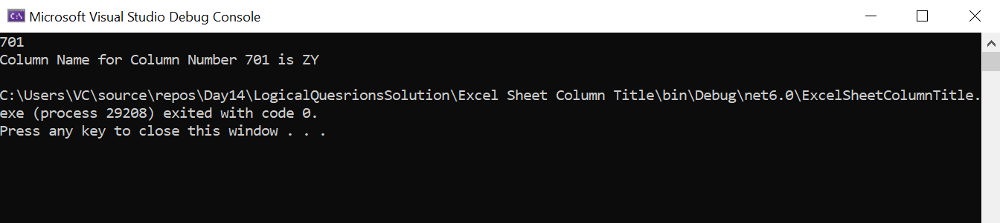 Microsoft Visual Studio Debug Console
701
Column Name for Column Number 701 is ZY
C:\Users\VC\source\repos\Day14\LogicalQuesrionsSolution\Excel Sheet Column Title\bin\Debug\net6.0\ExcelSheetColumnTitle.
exe (process 29208) exited with code 0.
Press any key to close this window . . .